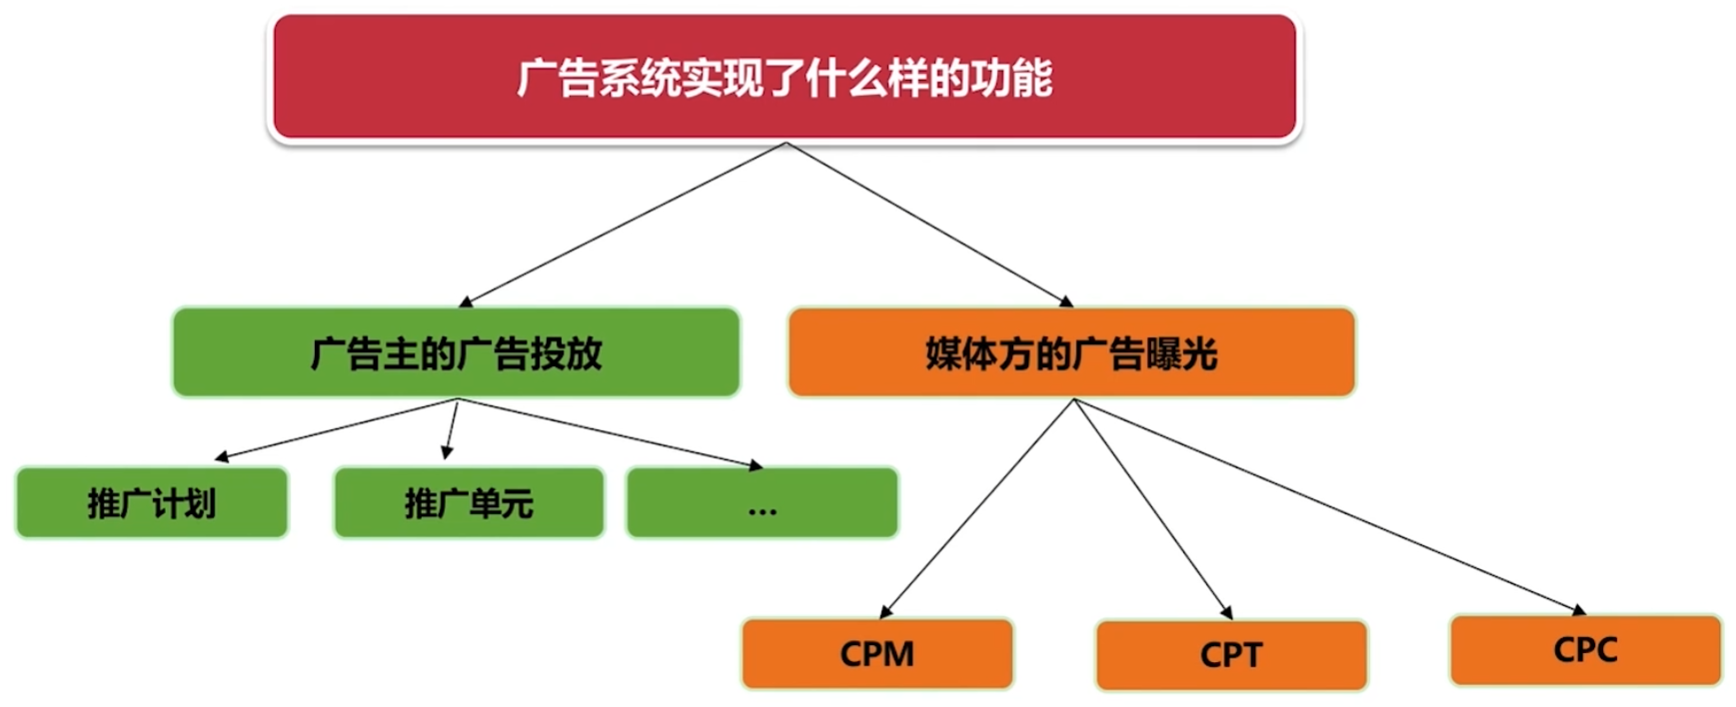 广告系统实现了什么样的功能
广告主的广告投放
媒体方的广告曝光
推广计划
推广单元
...
CPM
CPT
CPC